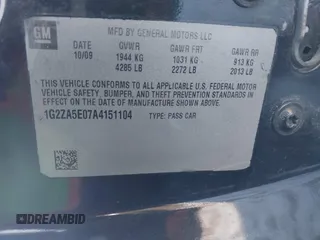 GM
MFD BY GENERAL MOTORS LLC
DATE GVWR GAWR FRT GAWR RR
10/09 1944 KG 1031 KG 913 KG
4285 LB 2272 LB 2013 LB
THIS VEHICLE CONFORMS TO ALL APPLICABLE U.S. FEDERAL MOTOR
VEHICLE SAFETY, BUMPER, AND THEFT PREVENTION STANDARDS
IN EFFECT ON THE DATE OF MANUFACTURE SHOWN ABOVE.
1G2ZA5E07A4151104 TYPE: PASS CAR
DREAMBID